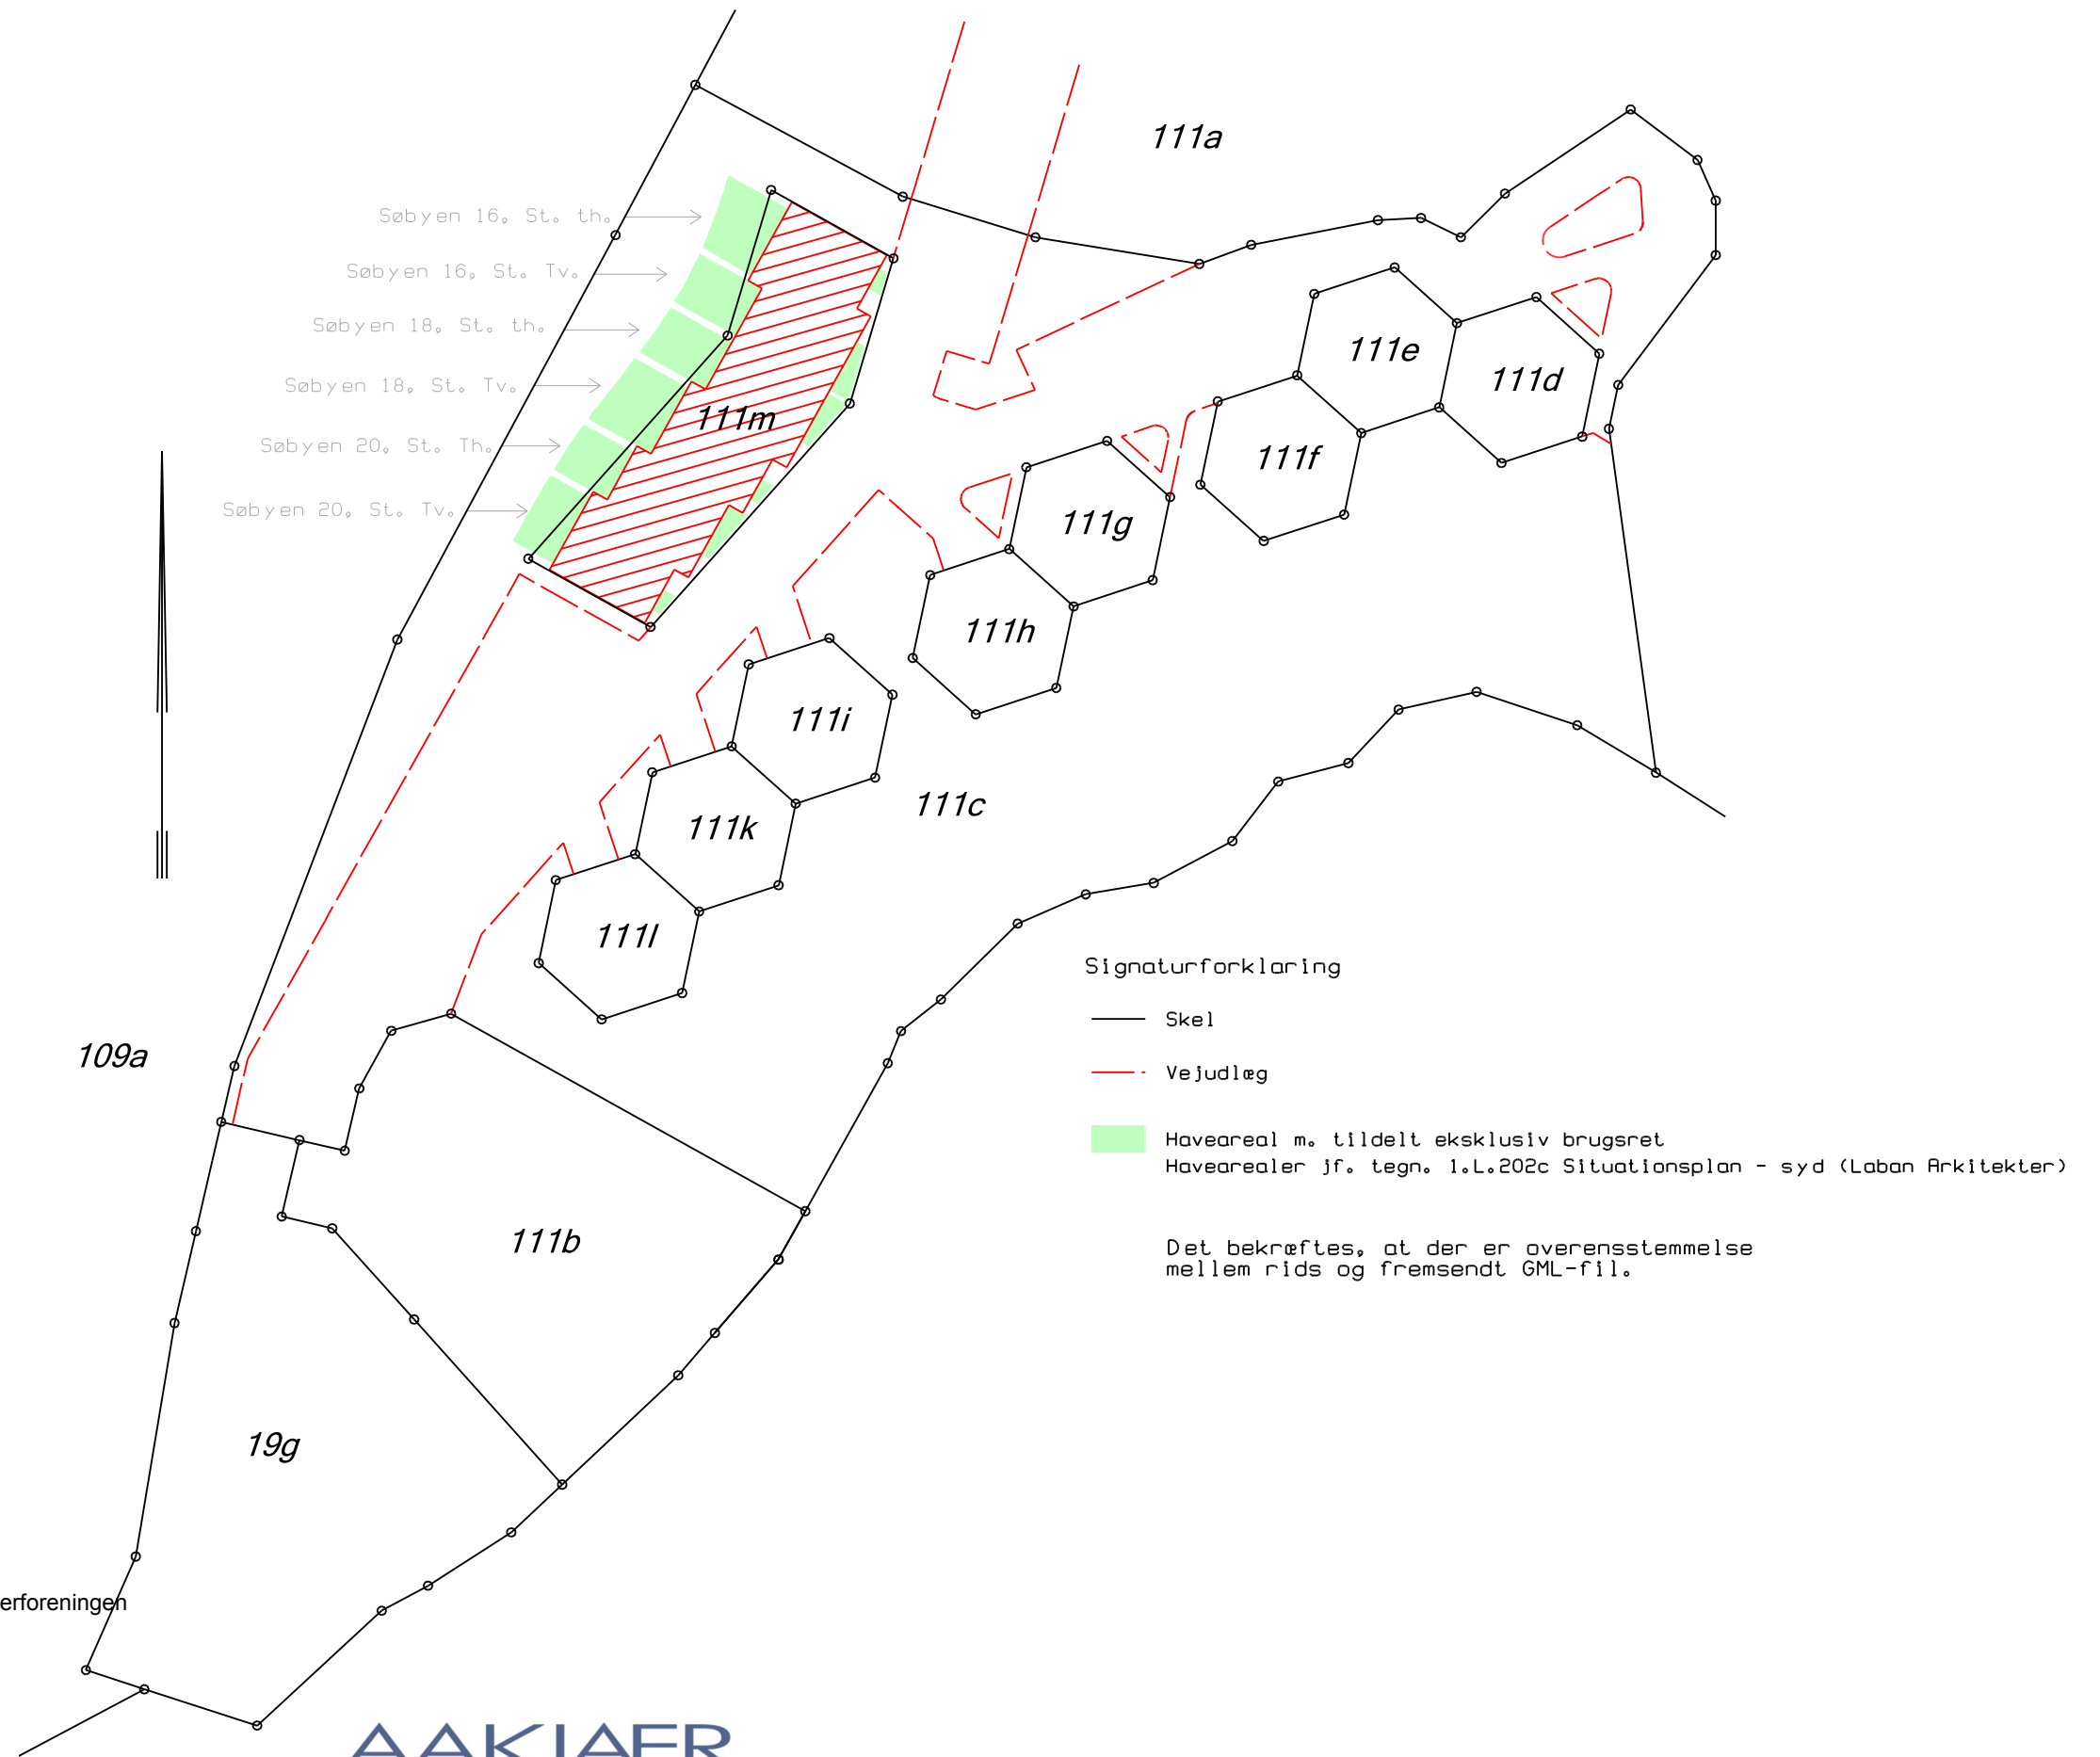 111a
Søbyen 16, St. th.
Søbyen 16, St. Tv.
Søbyen 18, St. th.
Søbyen 18, St. Tv.
Søbyen 20, St. Th.
Søbyen 20, St. Tv.
111m
111e
111d
111f
111g
111h
111i
111c
111k
111l
109a
111b
19g
Signaturforklaring
Skel
Vejudlæg
Haveareal m. tildelt eksklusiv brugsret
Havearealer jf. tegn. 1.L.202c Situationsplan - syd (Laban Arkitekter)
Det bekræftes, at der er overensstemmelse
mellem rids og fremsendt GML-fil.
erforeningen
AAKJAER